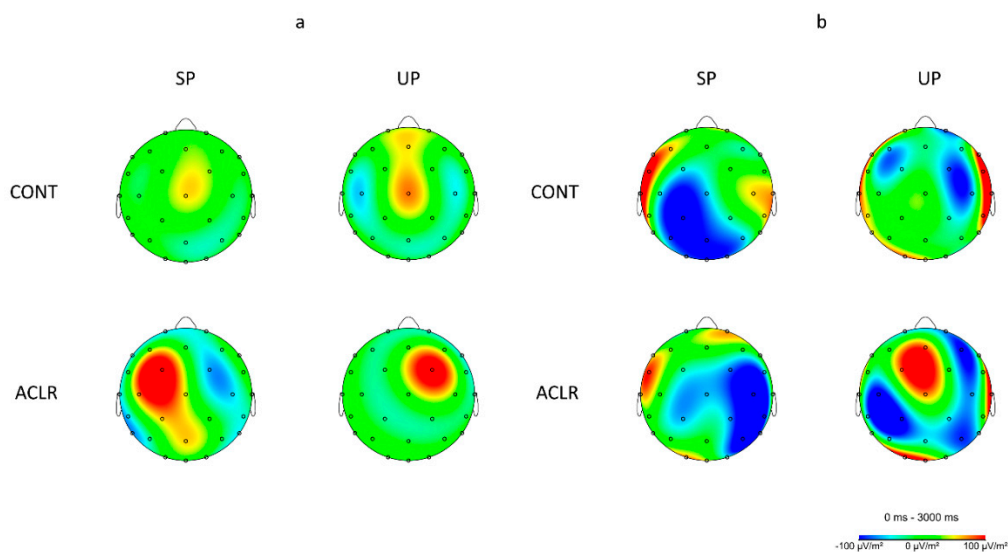 a b
SP UP SP UP
CONT CONT
ACLR ACLR
0 ms - 3000 ms
-100 µV/m² 0 µV/m² 100 µV/m²